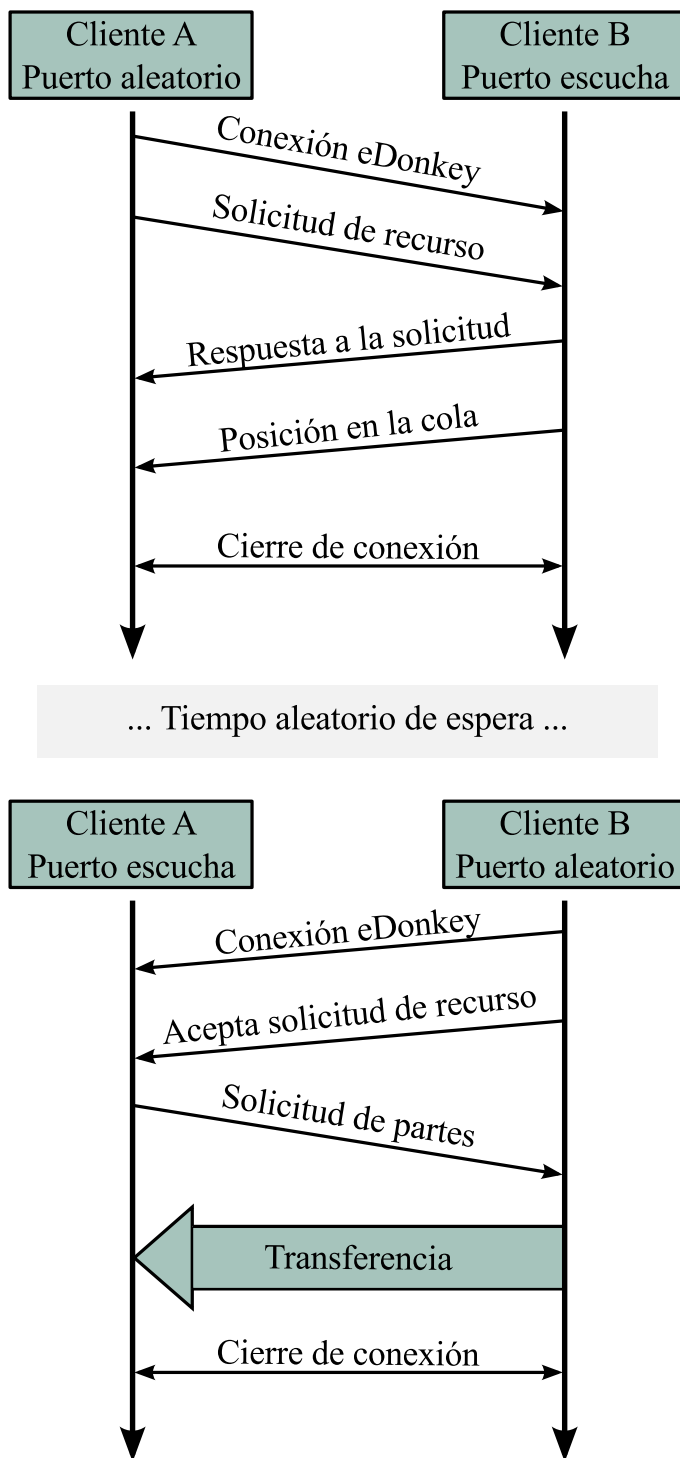 Cliente A
Puerto aleatorio
Cliente B
Puerto escucha
Conexión eDonkey
Solicitud de recurso
Respuesta a la solicitud
Posición en la cola
Cierre de conexión
... Tiempo aleatorio de espera ...
Cliente A
Puerto escucha
Cliente B
Puerto aleatorio
Conexión eDonkey
Acepta solicitud de recurso
Solicitud de partes
Transferencia
Cierre de conexión